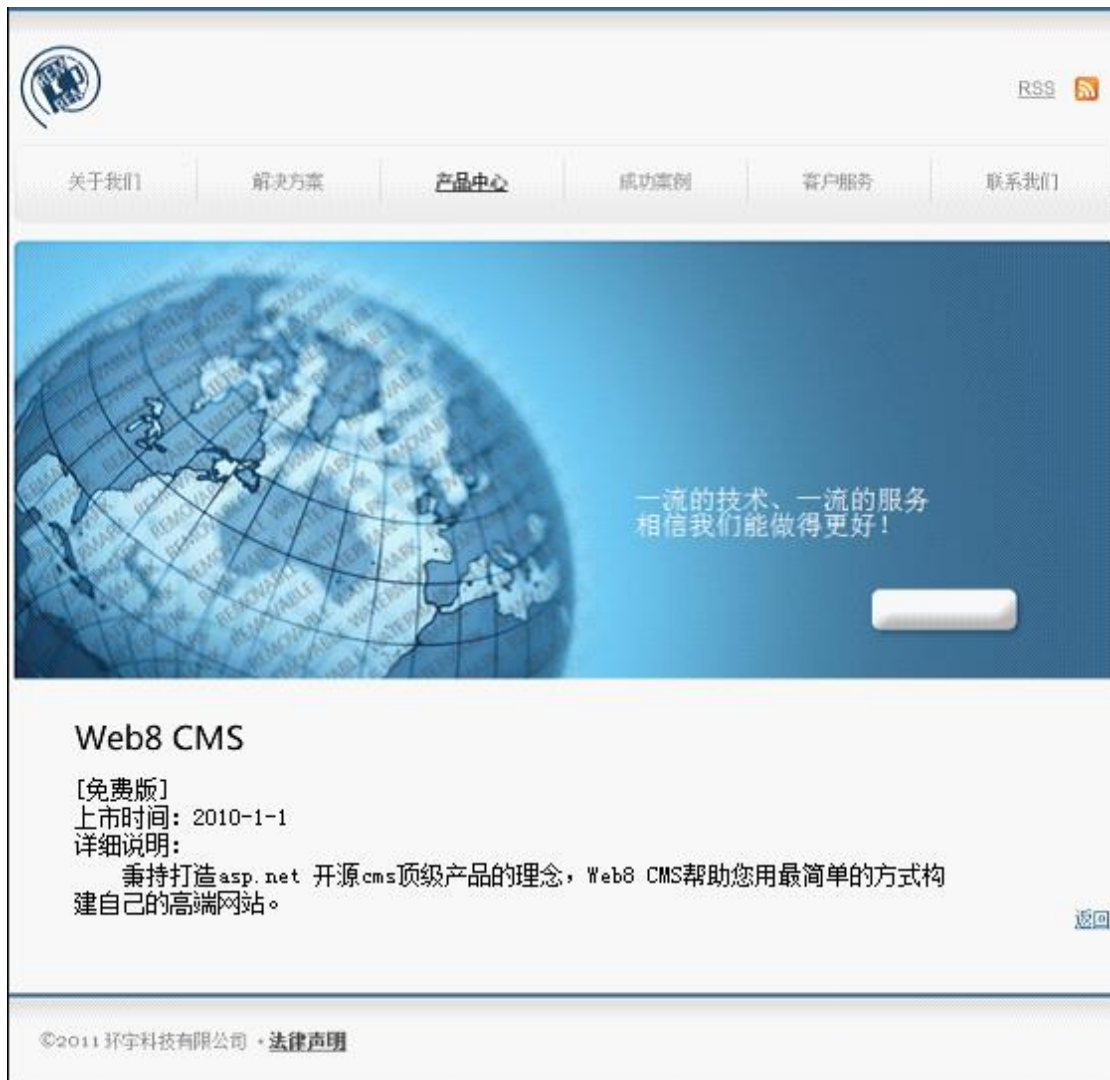 RSS
关于我们 解决方案 产品中心 成功案例 客户服务 联系我们
一流的技术、一流的服务
相信我们能做得更好！
Web8 CMS
[免费版]
上市时间：2010-1-1
详细说明：
秉持打造asp.net 开源cms顶级产品的理念，Web8 CMS帮助您用最简单的方式构
建自己的高端网站。
返回
©2011 环宇科技有限公司 • 法律声明